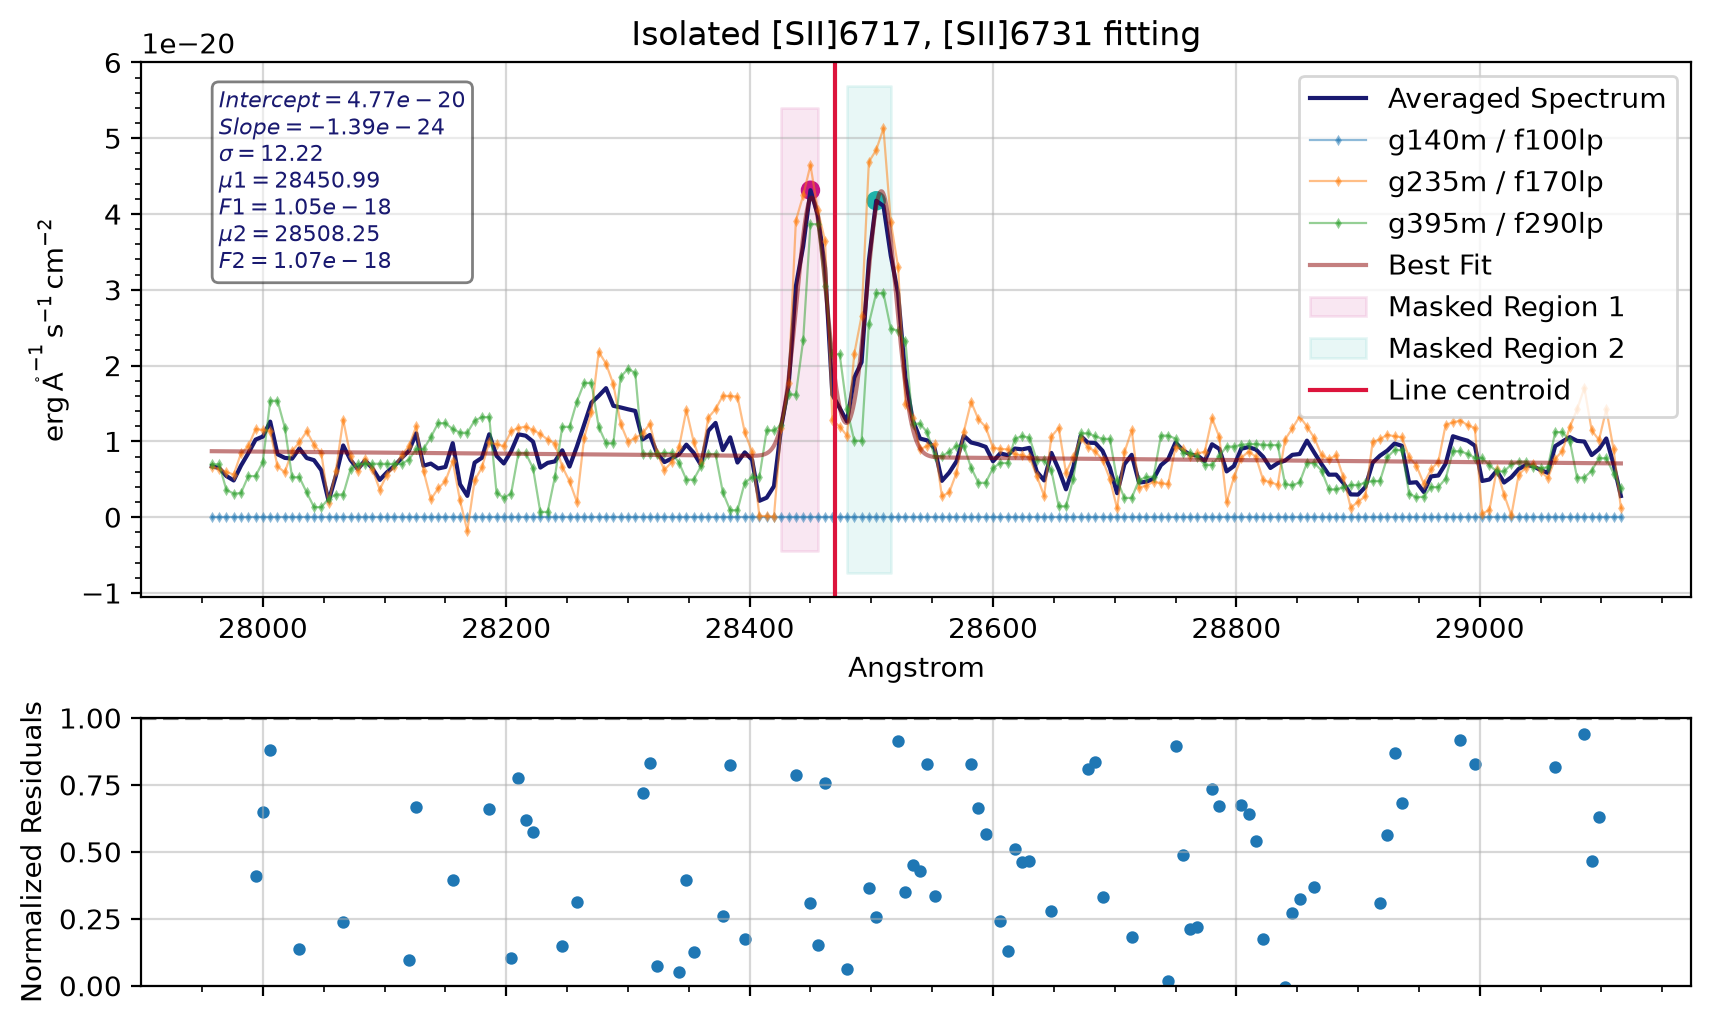 Isolated [SII]6717, [SII]6731 fitting
1e−20
6
5
4
3
2
1
0
−1
erg Å⁻¹ s⁻¹ cm⁻²
Intercept = 4.77e − 20
Slope = −1.39e − 24
σ = 12.22
μ1 = 28450.99
F1 = 1.05e − 18
μ2 = 28508.25
F2 = 1.07e − 18
Averaged Spectrum
g140m / f100lp
g235m / f170lp
g395m / f290lp
Best Fit
Masked Region 1
Masked Region 2
Line centroid
28000 28200 28400 28600 28800 29000
Angstrom
Normalized Residuals
1.00
0.75
0.50
0.25
0.00